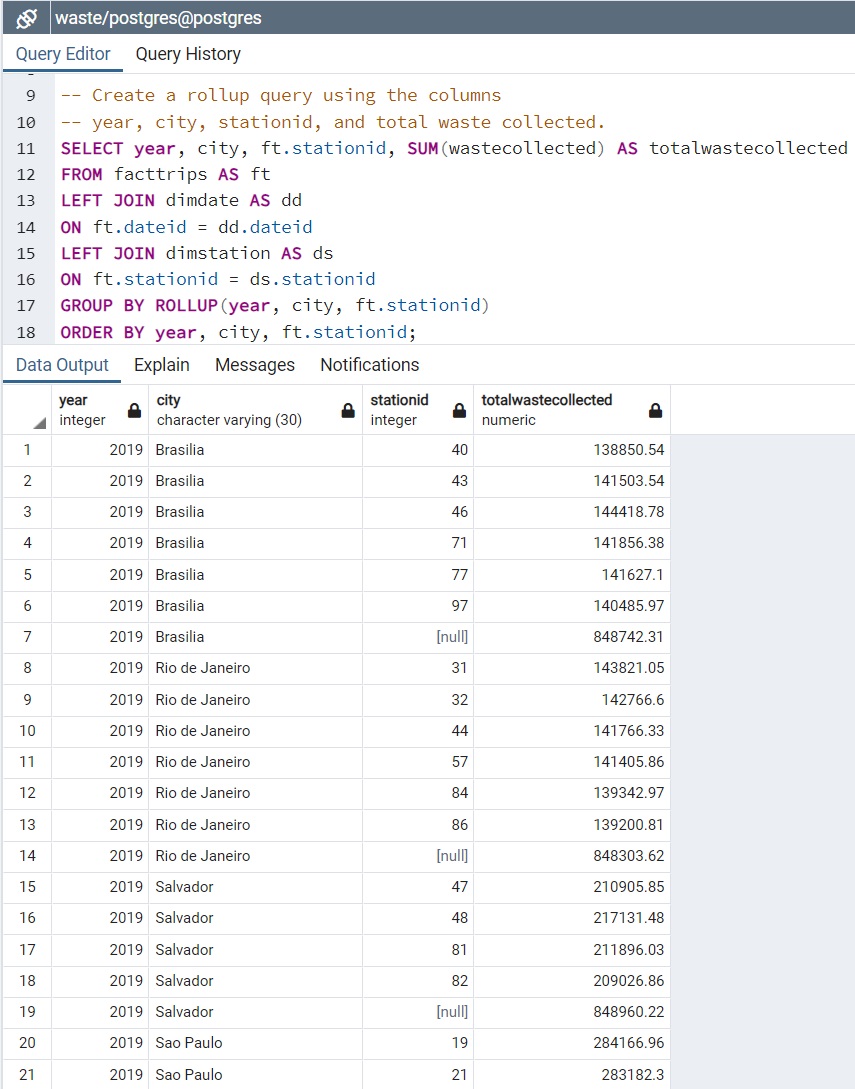 waste/postgres@postgres
Query Editor Query History
9 -- Create a rollup query using the columns
10 -- year, city, stationid, and total waste collected.
11 SELECT year, city, ft.stationid, SUM(wastecollected) AS totalwastecollected
12 FROM facttrips AS ft
13 LEFT JOIN dimdate AS dd
14 ON ft.dateid = dd.dateid
15 LEFT JOIN dimstation AS ds
16 ON ft.stationid = ds.stationid
17 GROUP BY ROLLUP(year, city, ft.stationid)
18 ORDER BY year, city, ft.stationid;
Data Output Explain Messages Notifications
year city stationid totalwastecollected
integer character varying (30) integer numeric
1 2019 Brasilia 40 138850.54
2 2019 Brasilia 43 141503.54
3 2019 Brasilia 46 144418.78
4 2019 Brasilia 71 141856.38
5 2019 Brasilia 77 141627.1
6 2019 Brasilia 97 140485.97
7 2019 Brasilia [null] 848742.31
8 2019 Rio de Janeiro 31 143821.05
9 2019 Rio de Janeiro 32 142766.6
10 2019 Rio de Janeiro 44 141766.33
11 2019 Rio de Janeiro 57 141405.86
12 2019 Rio de Janeiro 84 139342.97
13 2019 Rio de Janeiro 86 139200.81
14 2019 Rio de Janeiro [null] 848303.62
15 2019 Salvador 47 210905.85
16 2019 Salvador 48 217131.48
17 2019 Salvador 81 211896.03
18 2019 Salvador 82 209026.86
19 2019 Salvador [null] 848960.22
20 2019 Sao Paulo 19 284166.96
21 2019 Sao Paulo 21 283182.3